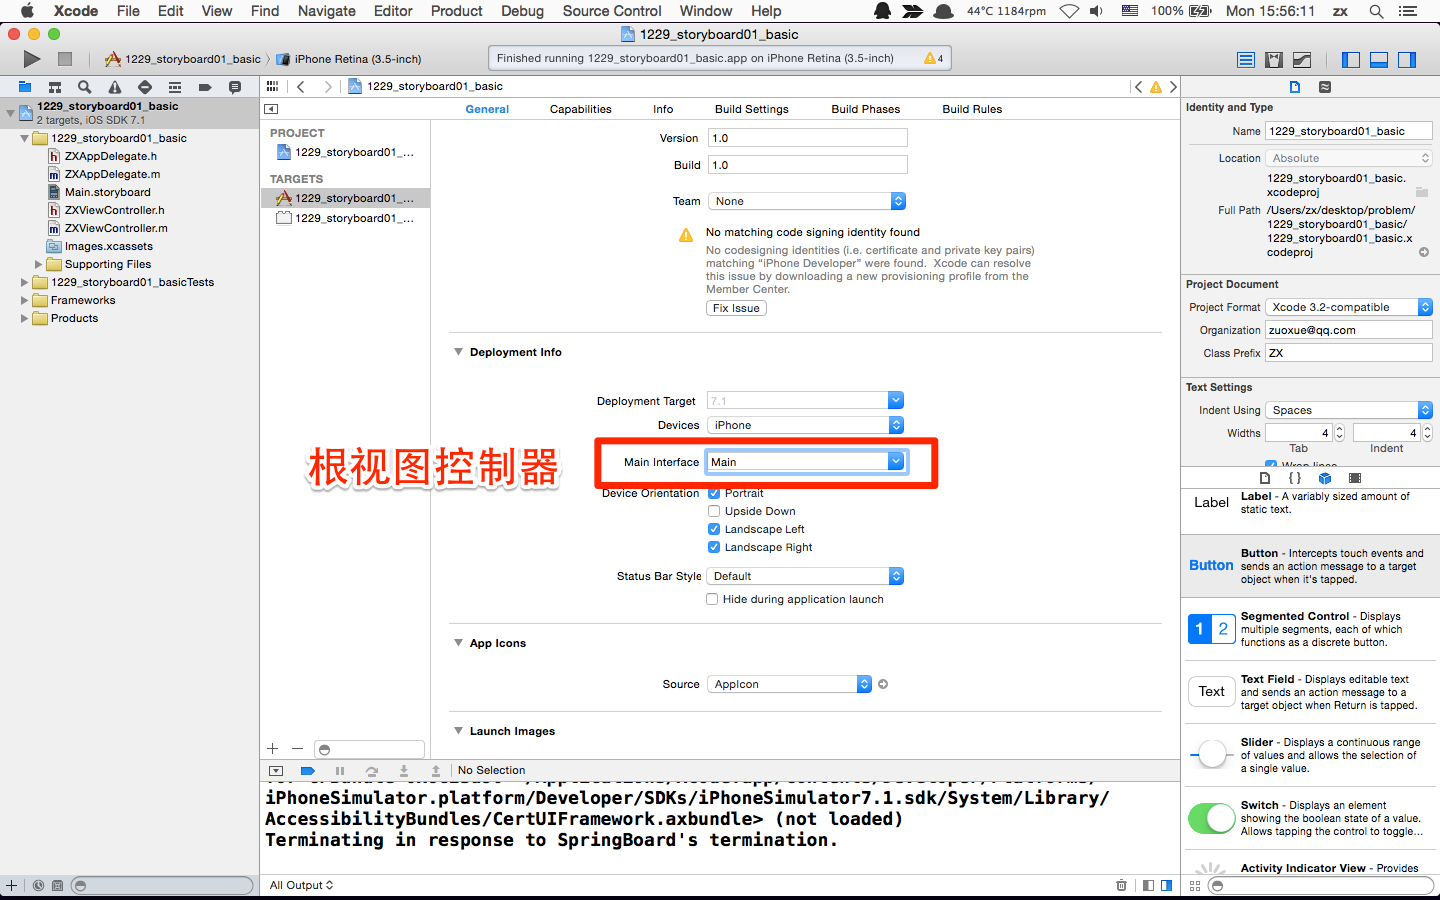 Xcode File Edit View Find Navigate Editor Product Debug Source Control Window Help 44°C 1184rpm 100% Mon 15:56:11 zx
1229_storyboard01_basic
1229_storyboard01_basic iPhone Retina (3.5-inch)
Finished running 1229_storyboard01_basic.app on iPhone Retina (3.5-inch) 4
1229_storyboard01_basic
2 targets, iOS SDK 7.1
1229_storyboard01_basic
ZXAppDelegate.h
ZXAppDelegate.m
Main.storyboard
ZXViewController.h
ZXViewController.m
Images.xcassets
Supporting Files
1229_storyboard01_basicTests
Frameworks
Products
1229_storyboard01_basic
General Capabilities Info Build Settings Build Phases Build Rules
PROJECT
1229_storyboard01_...
TARGETS
1229_storyboard01_...
1229_storyboard01_...
Version 1.0
Build 1.0
Team None
No matching code signing identity found
No codesigning identities (i.e. certificate and private key pairs)
matching “iPhone Developer” were found. Xcode can resolve
this issue by downloading a new provisioning profile from the
Member Center.
Fix Issue
Deployment Info
Deployment Target 7.1
Devices iPhone
根视图控制器
Main Interface Main
Device Orientation Portrait
Upside Down
Landscape Left
Landscape Right
Status Bar Style Default
Hide during application launch
App Icons
Source AppIcon
Launch Images
No Selection
iPhoneSimulator.platform/Developer/SDKs/iPhoneSimulator7.1.sdk/System/Library/
AccessibilityBundles/CertUIFramework.axbundle> (not loaded)
Terminating in response to SpringBoard's termination.
All Output
Identity and Type
Name 1229_storyboard01_basic
Location Absolute
1229_storyboard01_basic.
xcodeproj
Full Path /Users/zx/desktop/problem/
1229_storyboard01_basic/
1229_storyboard01_basic.x
codeproj
Project Document
Project Format Xcode 3.2-compatible
Organization zuoxue@qq.com
Class Prefix ZX
Text Settings
Indent Using Spaces
Widths 4 4
Tab Indent
Wrap lines
{ }
Label Label - A variably sized amount of
static text.
Button Button - Intercepts touch events and
sends an action message to a target
object when it's tapped.
1 2 Segmented Control - Displays
multiple segments, each of which
functions as a discrete button.
Text Text Field - Displays editable text
and sends an action message to a
target object when Return is tapped.
Slider - Displays a continuous range
of values and allows the selection of
a single value.
Switch - Displays an element
showing the boolean state of a value.
Allows tapping the control to toggle...
Activity Indicator View - Provides